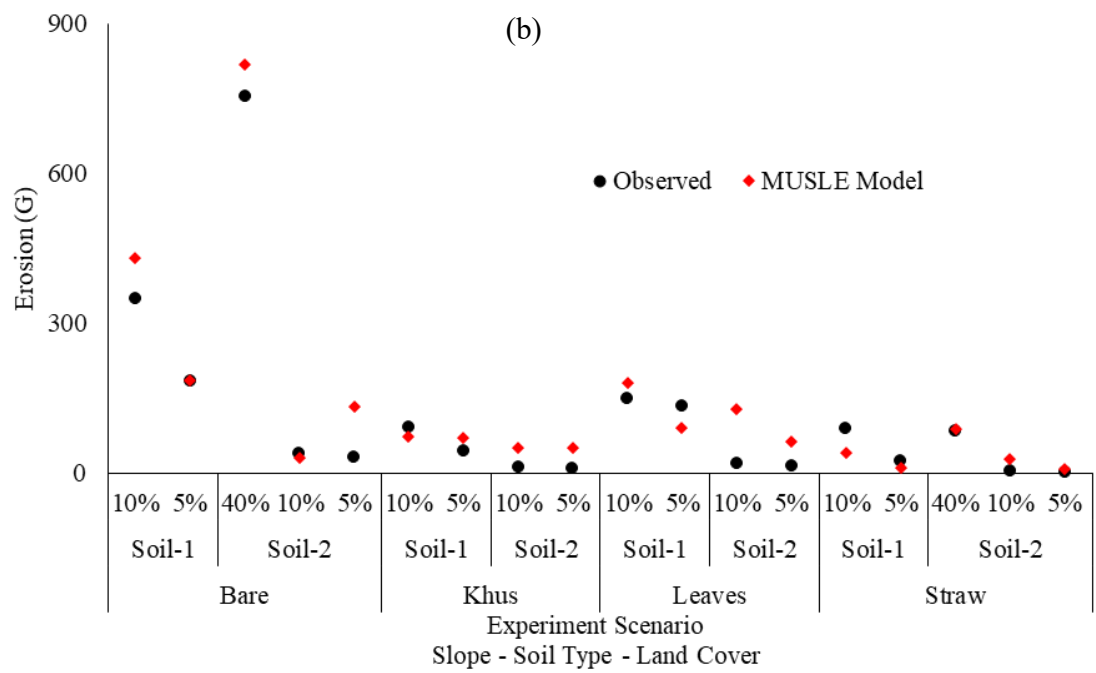 (b)
900
600
300
0
Erosion (G)
Observed MUSLE Model
10% 5% 40% 10% 5% 10% 5% 10% 5% 10% 5% 10% 5% 10% 5% 40% 10% 5%
Soil-1 Soil-2 Soil-1 Soil-2 Soil-1 Soil-2 Soil-1 Soil-2
Bare Khus Leaves Straw
Experiment Scenario
Slope - Soil Type - Land Cover